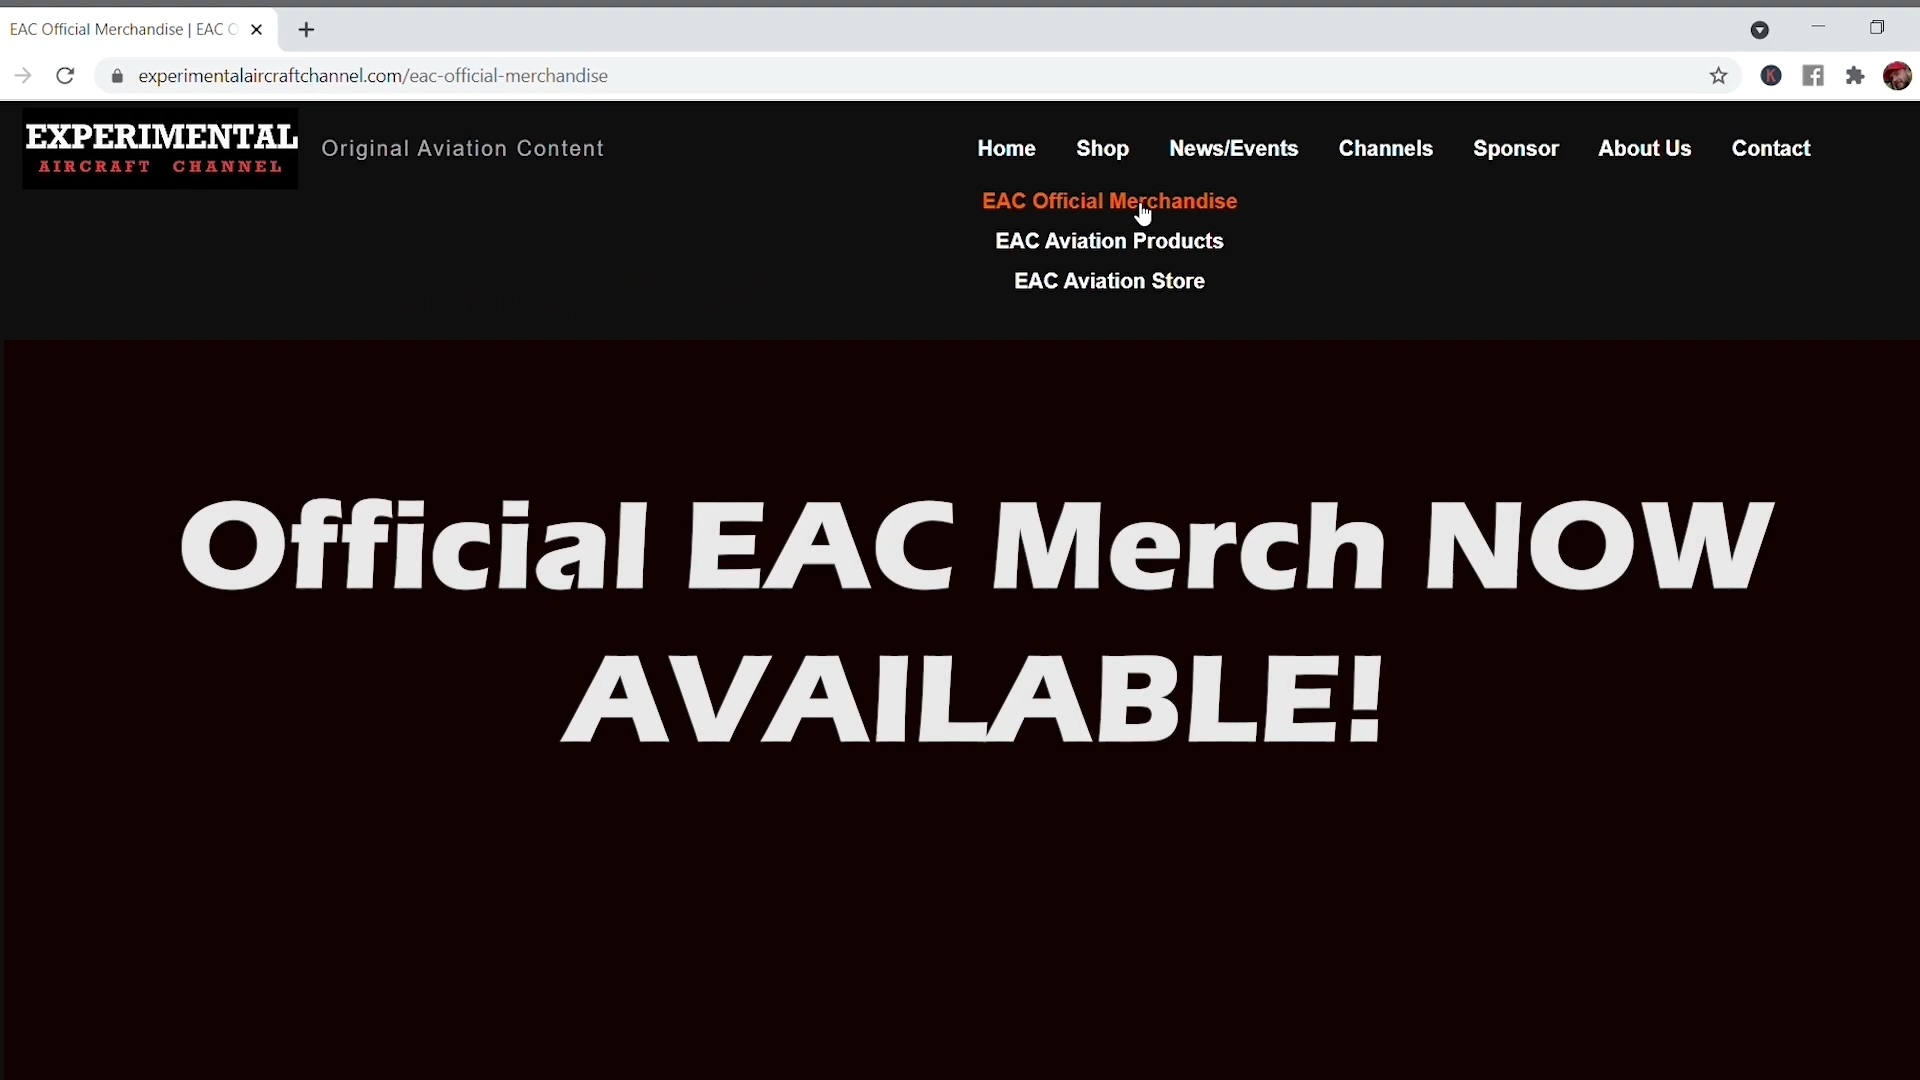 EAC Official Merchandise | EAC O
experimentalaircraftchannel.com/eac-official-merchandise
K
EXPERIMENTAL
AIRCRAFT CHANNEL
Original Aviation Content
Home Shop News/Events Channels Sponsor About Us Contact
EAC Official Merchandise
EAC Aviation Products
EAC Aviation Store
Official EAC Merch NOW
AVAILABLE!